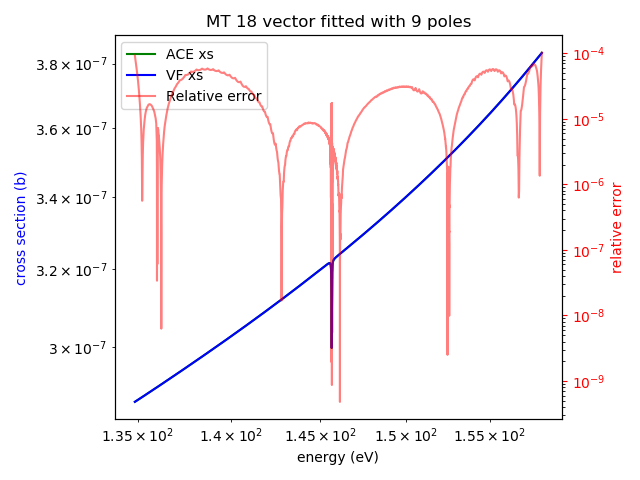 MT 18 vector fitted with 9 poles
ACE xs
VF xs
Relative error
cross section (b)
3.8 × 10⁻⁷
3.6 × 10⁻⁷
3.4 × 10⁻⁷
3.2 × 10⁻⁷
3 × 10⁻⁷
10⁻⁴
10⁻⁵
10⁻⁶
10⁻⁷
10⁻⁸
10⁻⁹
relative error
1.35 × 10² 1.4 × 10² 1.45 × 10² 1.5 × 10² 1.55 × 10²
energy (eV)